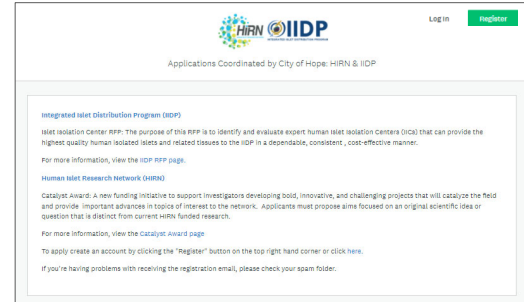 Log In
Register
HIRN IIDP
INTEGRATED ISLET DISTRIBUTION PROGRAM
Applications Coordinated by City of Hope: HIRN & IIDP
Integrated Islet Distribution Program (IIDP)
Islet Isolation Center RFP: The purpose of this RFP is to identify and evaluate expert human islet Isolation Centers (IICs) that can provide the
highest quality human isolated islets and related tissues to the IIDP in a dependable, consistent , cost-effective manner.
For more information, view the IIDP RFP page.
Human Islet Research Network (HIRN)
Catalyst Award: A new funding initiative to support investigators developing bold, innovative, and challenging projects that will catalyze the field
and provide important advances in topics of interest to the network. Applicants must propose aims focused on an original scientific idea or
question that is distinct from current HIRN funded research.
For more information, view the Catalyst Award page
To apply create an account by clicking the "Register" button on the top right hand corner or click here.
If you're having problems with receiving the registration email, please check your spam folder.